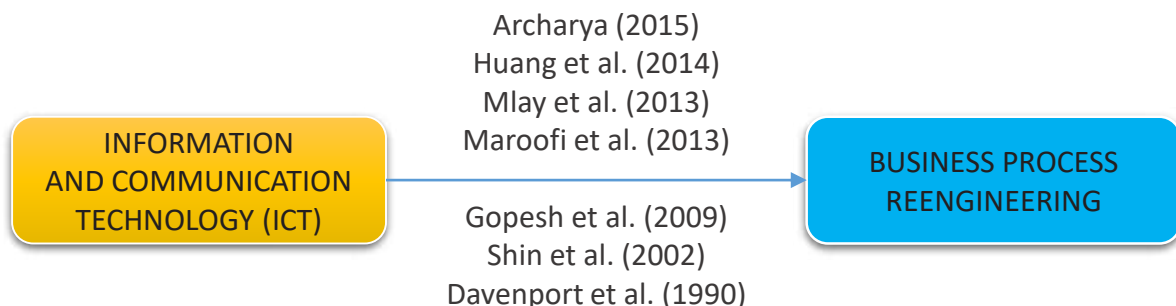 Archarya (2015)
Huang et al. (2014)
Mlay et al. (2013)
Maroofi et al. (2013)
INFORMATION
AND COMMUNICATION
TECHNOLOGY (ICT)
BUSINESS PROCESS
REENGINEERING
Gopesh et al. (2009)
Shin et al. (2002)
Davenport et al. (1990)